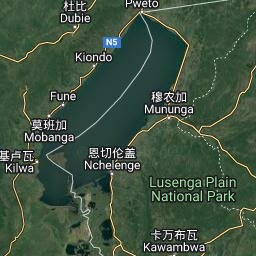 Pweto
杜比
Dubie
N5
Kiondo
Fune
穆农加
Mununga
莫班加
Mobanga
基卢瓦
Kilwa
恩切伦盖
Nchelenge
Lusenga Plain
National Park
卡万布瓦
Kawambwa